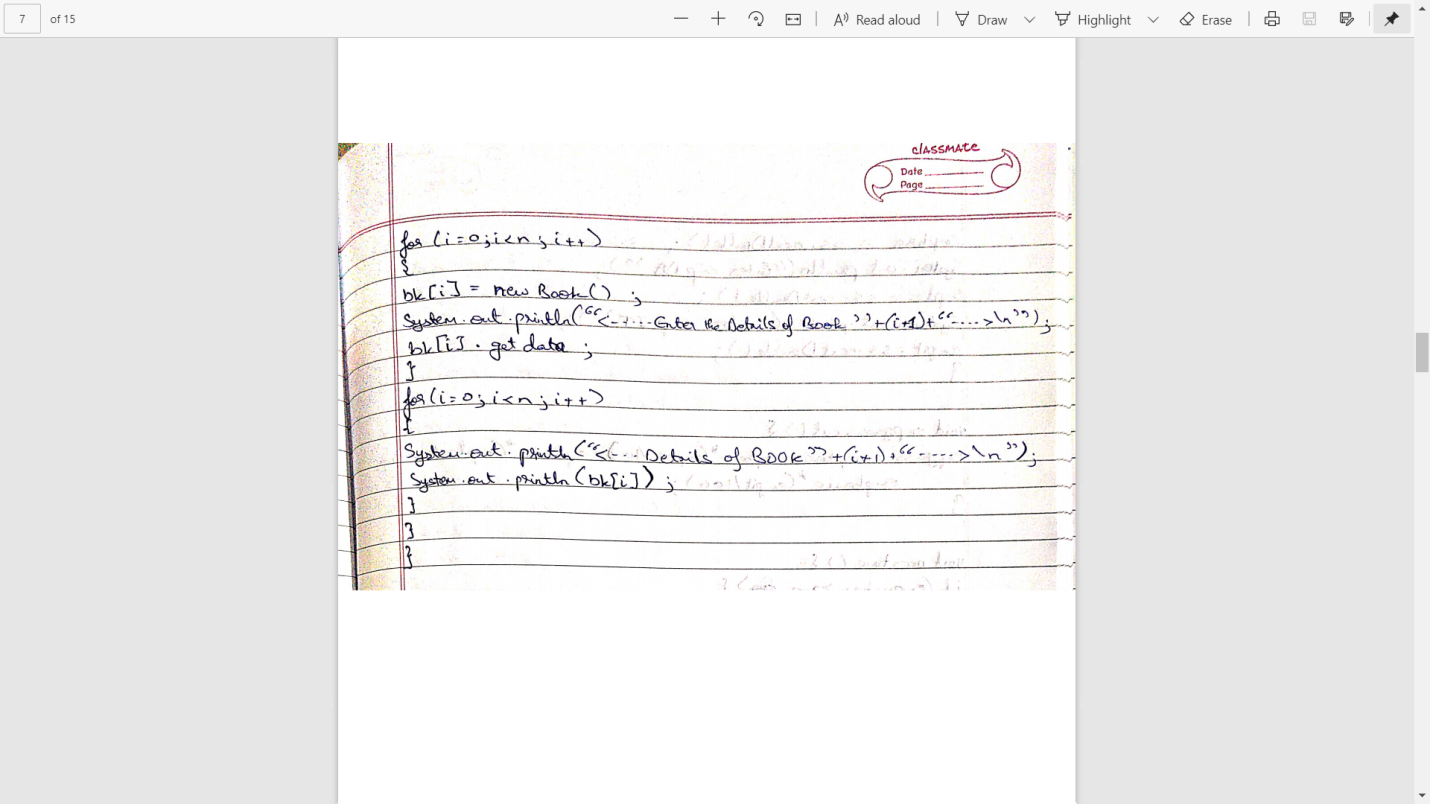 7 of 15 Read aloud Draw Highlight Erase
classmate
Date
Page
for (i=0;i<n;i++)
{
bk[i] = new Book() ;
System.out.println("<-....Enter the Details of Book "+(i+1)+"-....>\n");
bk[i].get data ;
}
for(i=0;i<n;i++)
{
System.out.println("<-... Details of Book"+(i+1)+"-....>\n");
System.out.println(bk[i]) ;
}
}
}